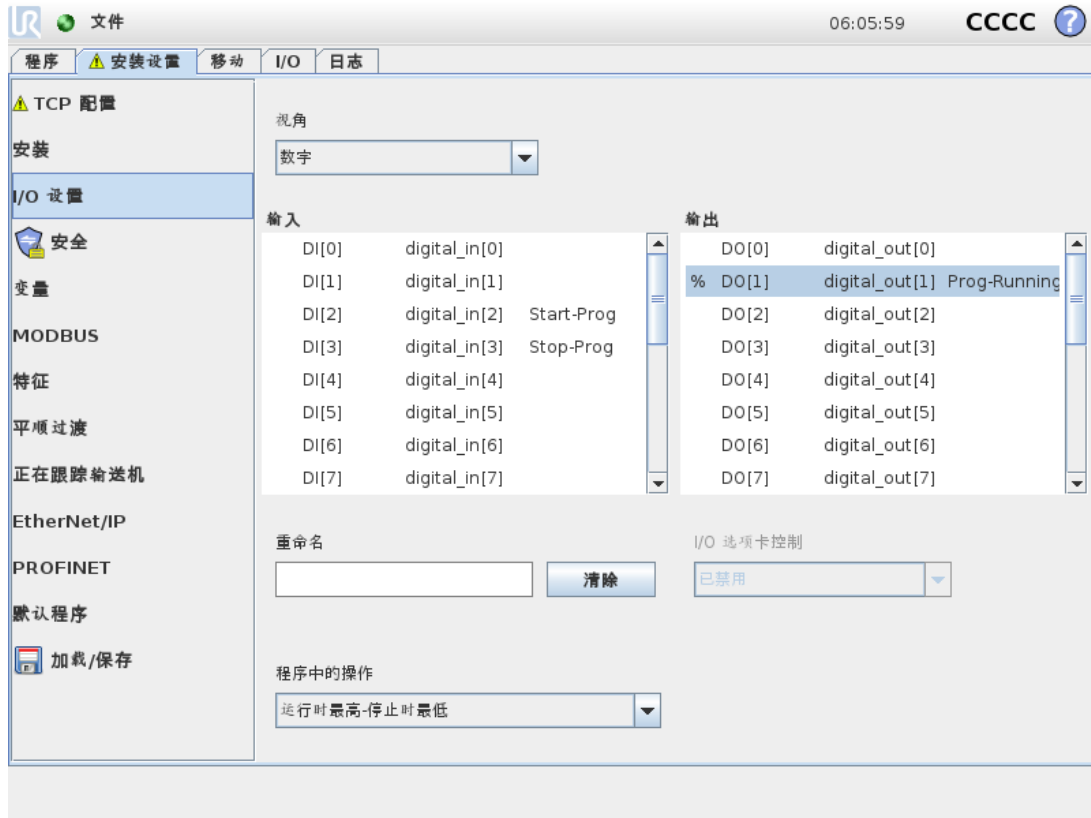 UR 文件 06:05:59 CCCC ?
程序 安装设置 移动 I/O 日志
TCP 配置
安装
I/O 设置
安全
变量
MODBUS
特征
平顺过渡
正在跟踪输送机
EtherNet/IP
PROFINET
默认程序
加载/保存
视角
数字
输入
DI[0] digital_in[0]
DI[1] digital_in[1]
DI[2] digital_in[2] Start-Prog
DI[3] digital_in[3] Stop-Prog
DI[4] digital_in[4]
DI[5] digital_in[5]
DI[6] digital_in[6]
DI[7] digital_in[7]
输出
DO[0] digital_out[0]
% DO[1] digital_out[1] Prog-Running
DO[2] digital_out[2]
DO[3] digital_out[3]
DO[4] digital_out[4]
DO[5] digital_out[5]
DO[6] digital_out[6]
DO[7] digital_out[7]
重命名
清除
I/O 选项卡控制
已禁用
程序中的操作
运行时最高-停止时最低